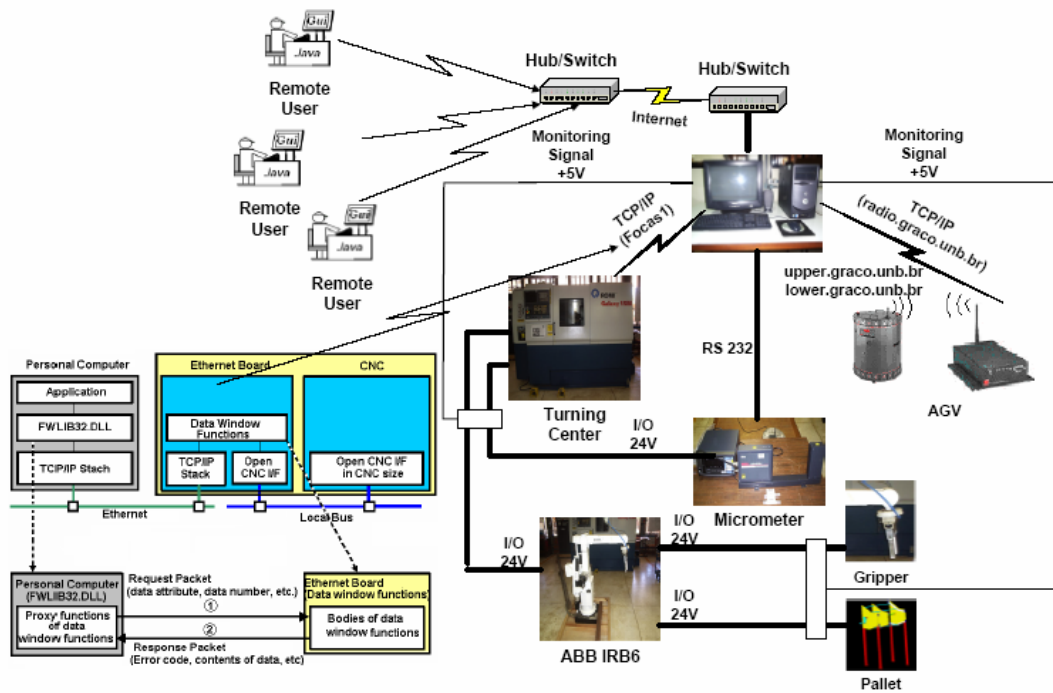 Gui
Java
Remote
User
Gui
Java
Remote
User
Gui
Java
Remote
User
Hub/Switch
Internet
Hub/Switch
Monitoring
Signal
+5V
Monitoring
Signal
+5V
TCP/IP
(Focas1)
TCP/IP
(radio.graco.unb.br)
upper.graco.unb.br
lower.graco.unb.br
AGV
RS 232
Turning
Center
I/O
24V
Micrometer
I/O
24V
I/O
24V
Gripper
I/O
24V
ABB IRB6
Pallet
Personal Computer
Application
FWLIB32.DLL
TCP/IP Stach
Ethernet Board
CNC
Data Window
Functions
TCP/IP
Stack
Open
CNC I/F
Open CNC I/F
in CNC size
Ethernet
Local Bus
Personal Computer
(FWLIIB32.DLL)
Proxy functions
of data
window functions
Request Packet
(data attribute, data number, etc.)
①
②
Response Packet
(Error code, contents of data, etc)
Ethernet Board
(Data window functions)
Bodies of data
window functions